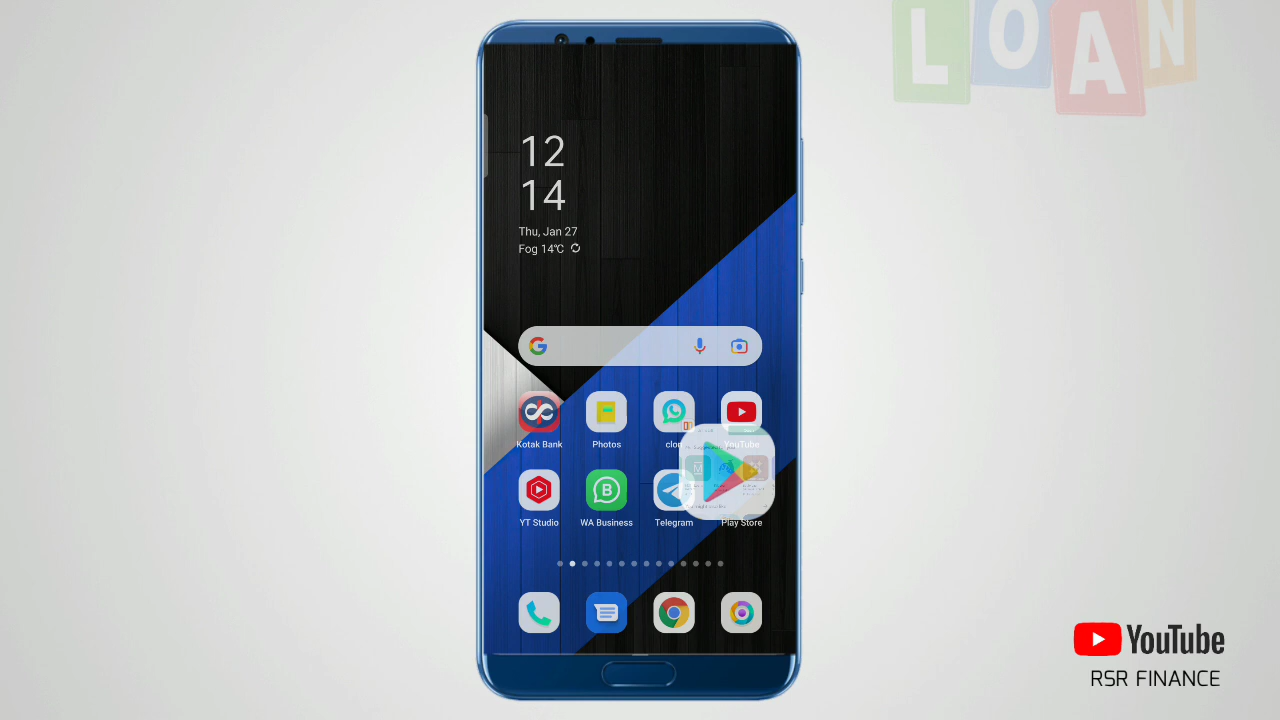 LOAN
12
14
Thu, Jan 27
Fog 14°C
Kotak Bank
Photos
clon
YouTube
YT Studio
WA Business
Telegram
Play Store
YouTube
RSR FINANCE